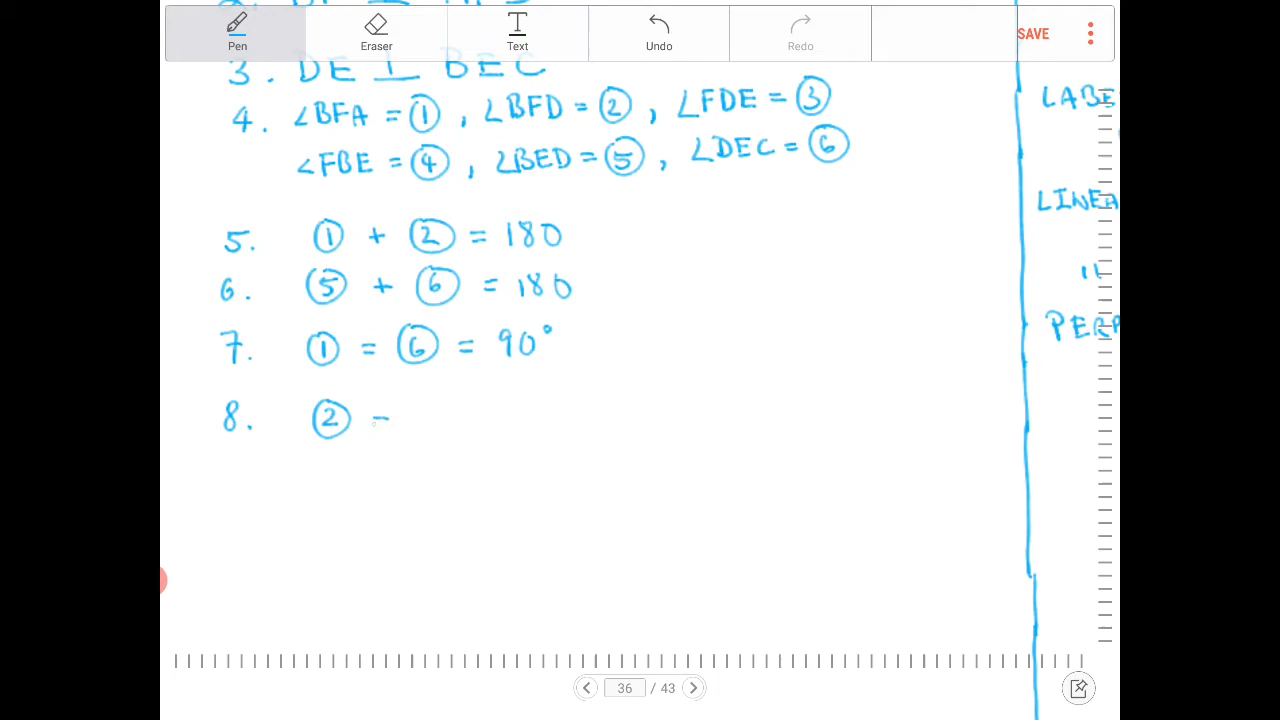 Pen Eraser Text Undo Redo SAVE
3. DE ⊥ BEC
4. ∠BFA = ①, ∠BFD = ②, ∠FDE = ③
∠FBE = ④, ∠BED = ⑤, ∠DEC = ⑥
5. ① + ② = 180
6. ⑤ + ⑥ = 180
7. ① = ⑥ = 90°
8. ② =
LABE
LINEA
"
PERP
36 / 43